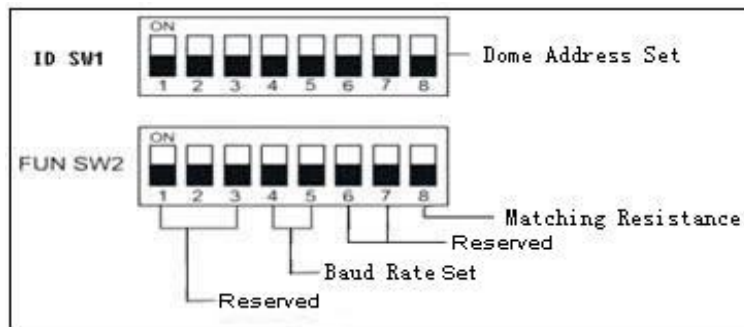 ON
ID SW1
1 2 3 4 5 6 7 8
Dome Address Set
ON
FUN SW2
1 2 3 4 5 6 7 8
Matching Resistance
Reserved
Baud Rate Set
Reserved